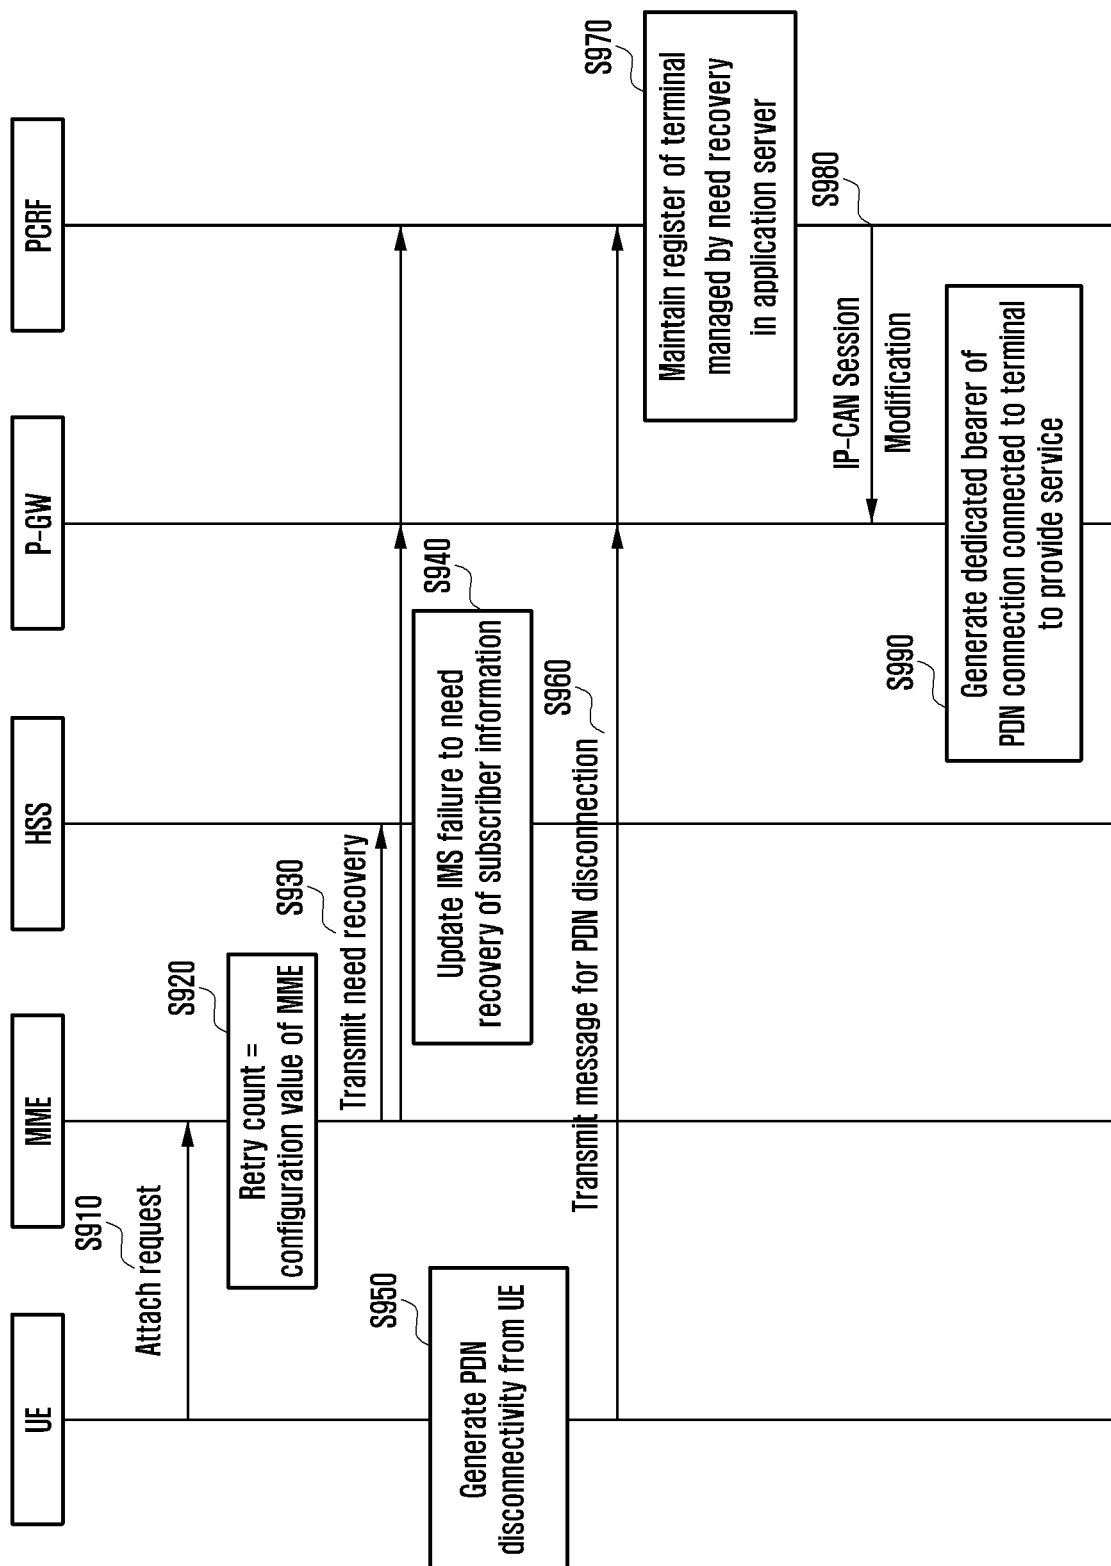 UE
MME
HSS
P-GW
PCRF
S910
Attach request
S920
Retry count =
configuration value of MME
S930
Transmit need recovery
S940
Update IMS failure to need
recovery of subscriber information
S950
Generate PDN
disconnectivity from UE
S960
Transmit message for PDN disconnection
S970
Maintain register of terminal
managed by need recovery
in application server
S980
IP-CAN Session
Modification
S990
Generate dedicated bearer of
PDN connection connected to terminal
to provide service